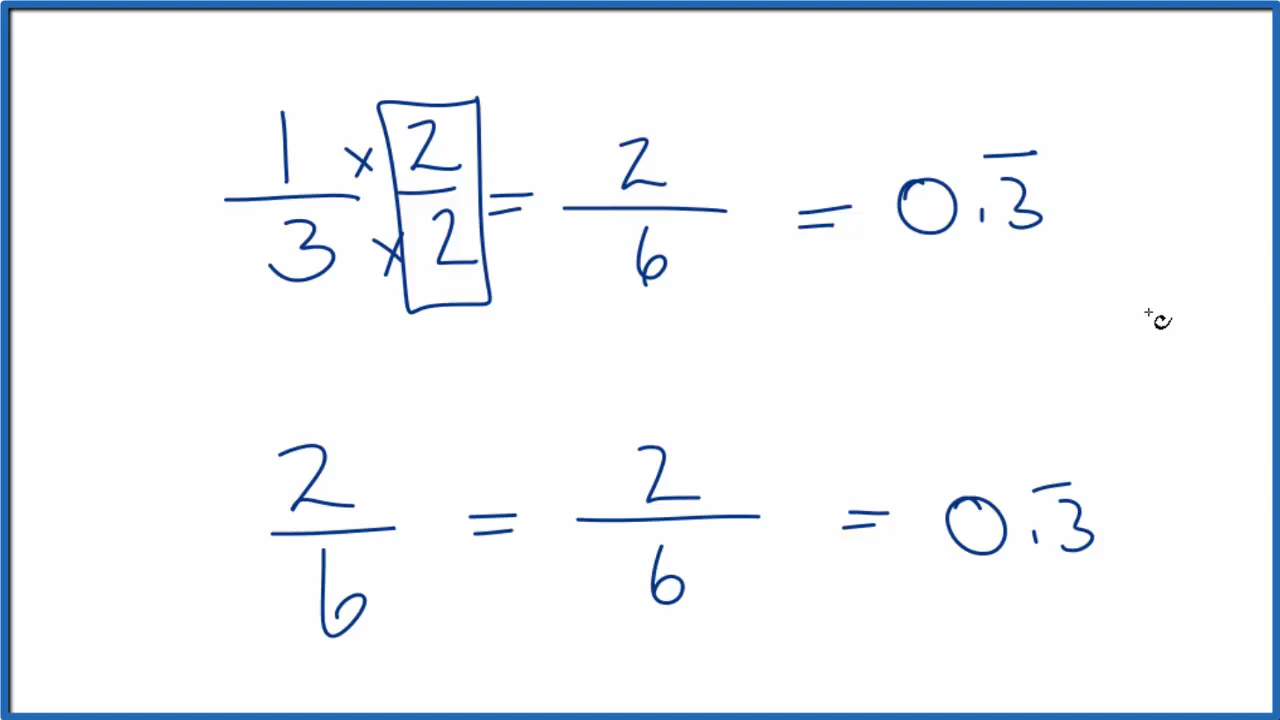 1/3 × 2/× 2 = 2/6 = 0.3̅
2/6 = 2/6 = 0.3̅